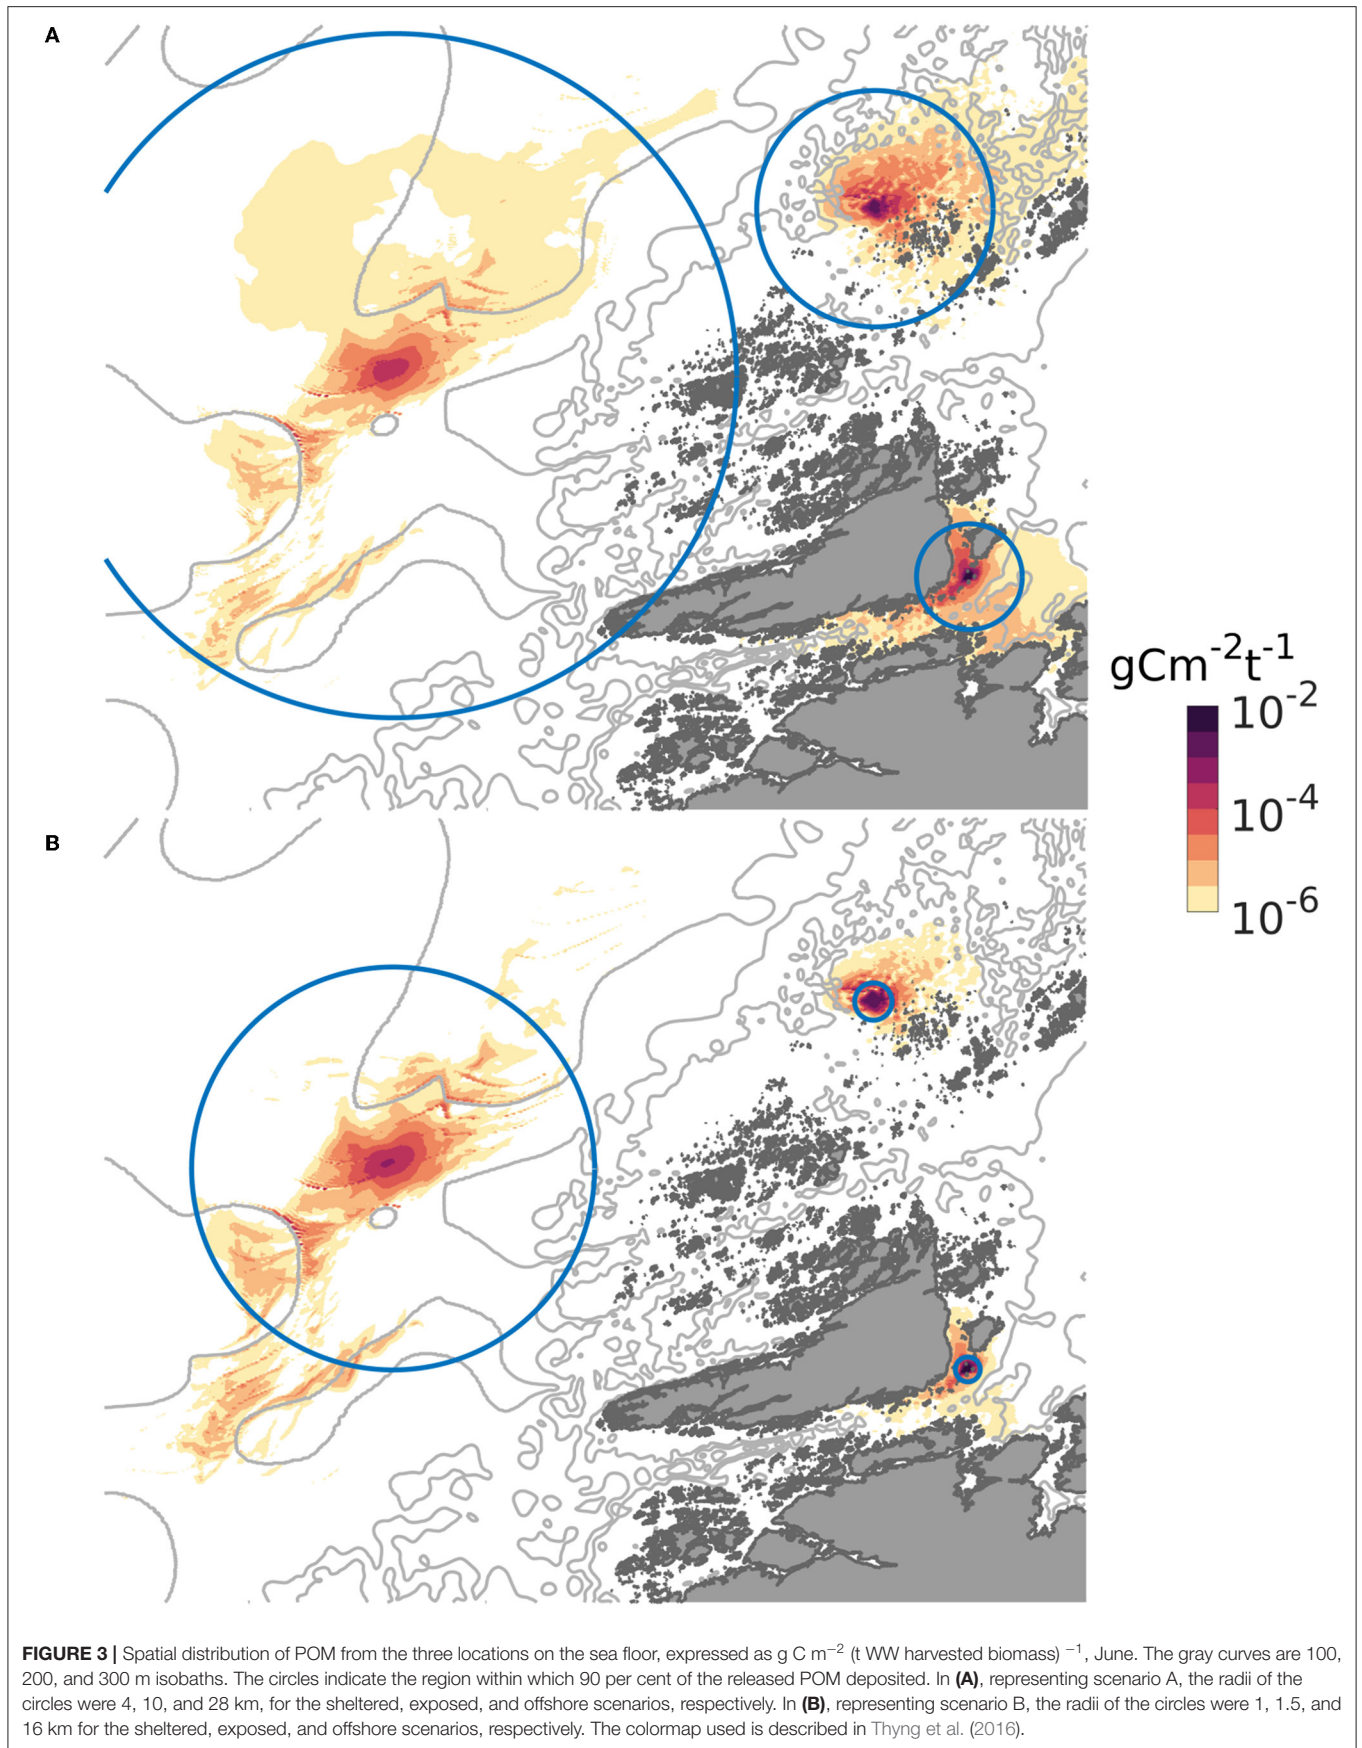 A
gCm⁻²t⁻¹
10⁻²
10⁻⁴
10⁻⁶
B
FIGURE 3 | Spatial distribution of POM from the three locations on the sea floor, expressed as g C m⁻² (t WW harvested biomass) ⁻¹, June. The gray curves are 100,
200, and 300 m isobaths. The circles indicate the region within which 90 per cent of the released POM deposited. In (A), representing scenario A, the radii of the
circles were 4, 10, and 28 km, for the sheltered, exposed, and offshore scenarios, respectively. In (B), representing scenario B, the radii of the circles were 1, 1.5, and
16 km for the sheltered, exposed, and offshore scenarios, respectively. The colormap used is described in Thyng et al. (2016).